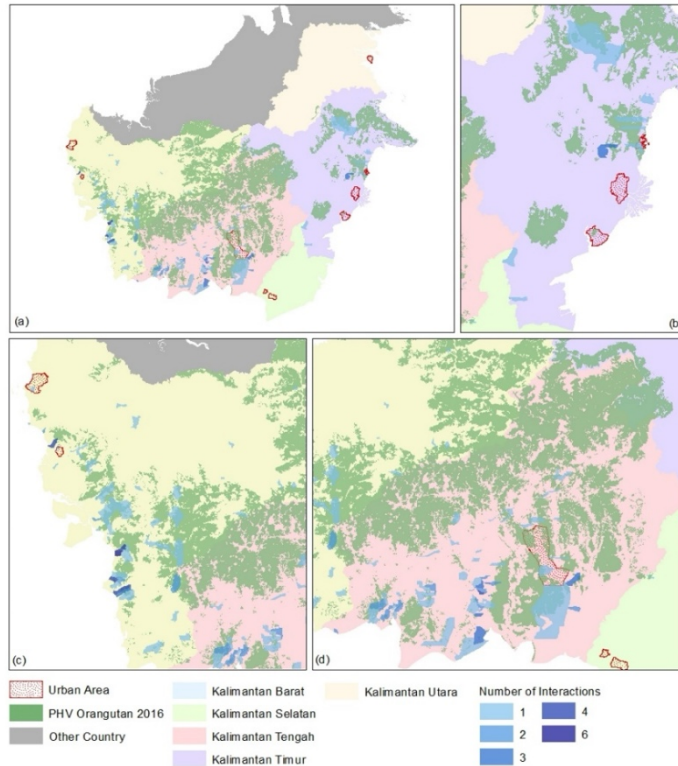 (a)
(b)
(c)
(d)
Urban Area
PHV Orangutan 2016
Other Country
Kalimantan Barat
Kalimantan Selatan
Kalimantan Tengah
Kalimantan Timur
Kalimantan Utara
Number of Interactions
1
2
3
4
6